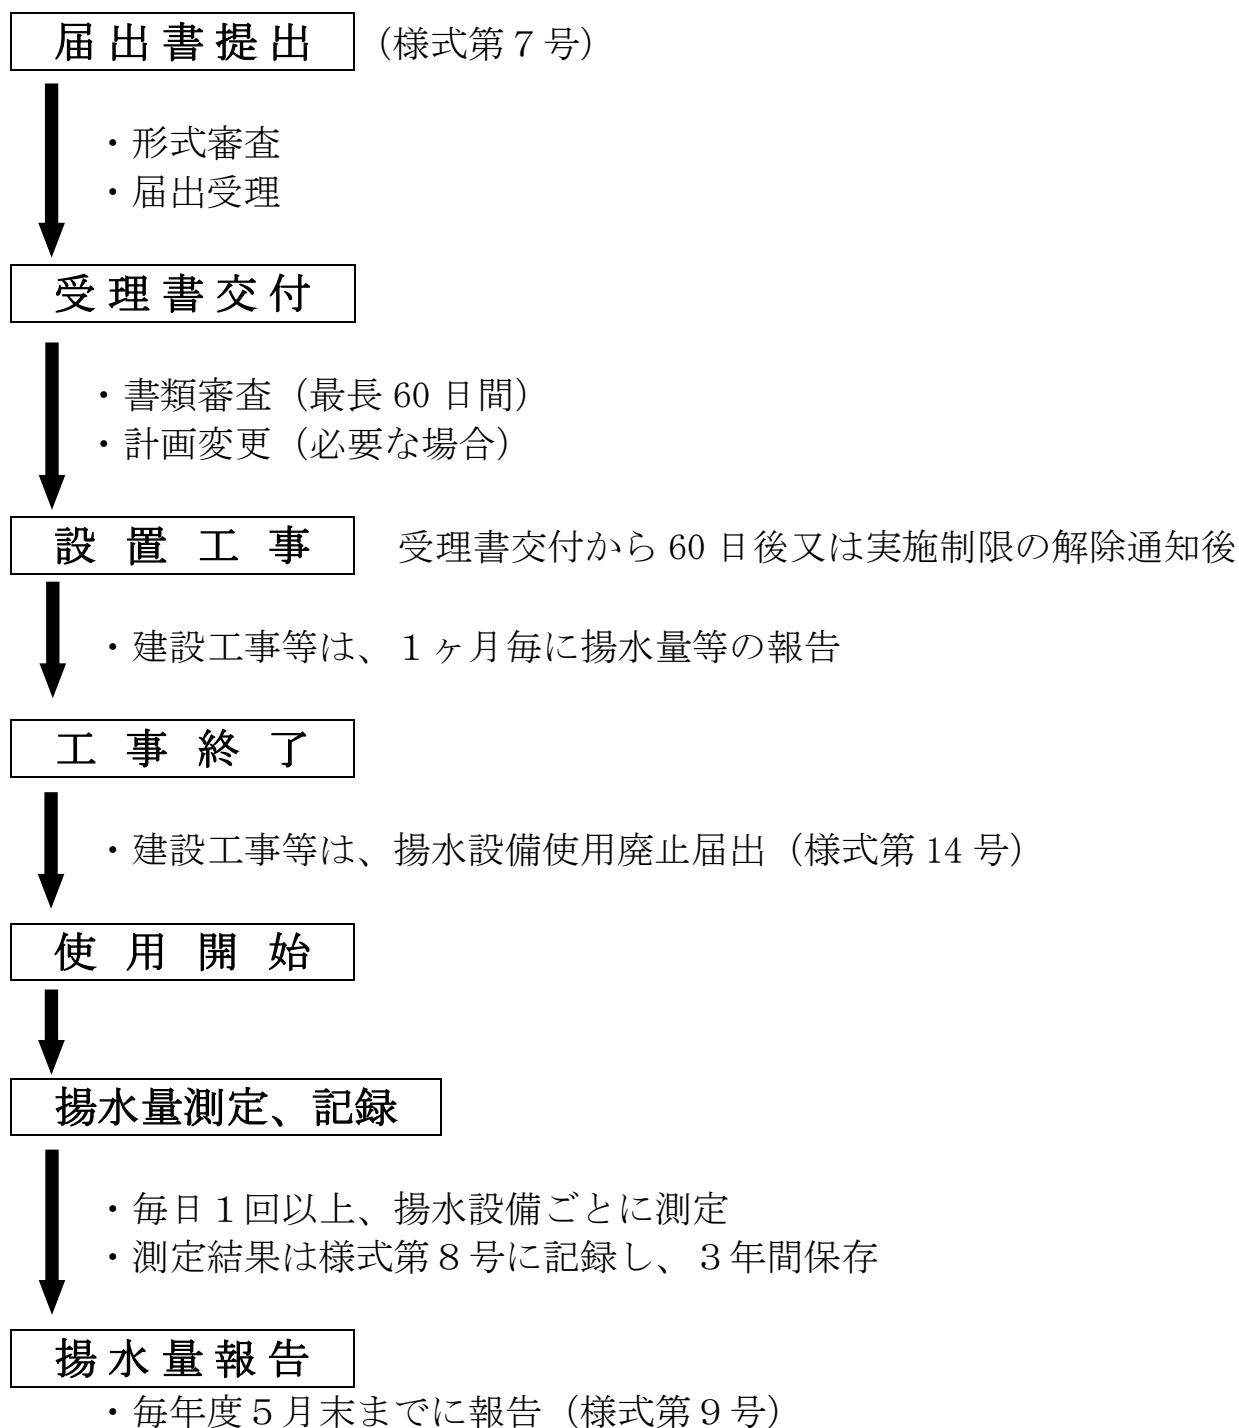 届出書提出 （様式第７号）
・形式審査
・届出受理
受理書交付
・書類審査（最長 60 日間）
・計画変更（必要な場合）
設置工事 受理書交付から 60 日後又は実施制限の解除通知後
・建設工事等は、１ヶ月毎に揚水量等の報告
工事終了
・建設工事等は、揚水設備使用廃止届出（様式第 14 号）
使用開始
揚水量測定、記録
・毎日１回以上、揚水設備ごとに測定
・測定結果は様式第８号に記録し、３年間保存
揚水量報告
・毎年度５月末までに報告（様式第９号）